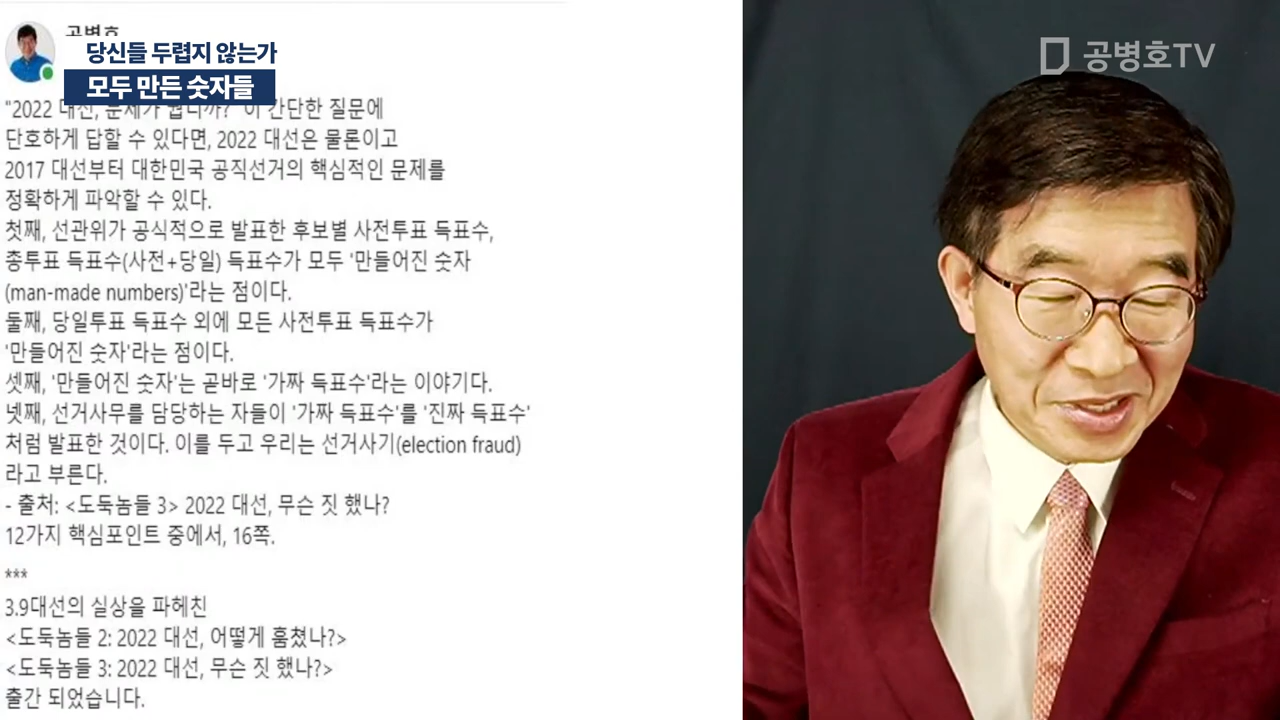 공병호
당신들 두렵지 않는가
모두 만든 숫자들
공병호TV
"2022 대선, 문제가 뭡니까?" 이 간단한 질문에
단호하게 답할 수 있다면, 2022 대선은 물론이고
2017 대선부터 대한민국 공직선거의 핵심적인 문제를
정확하게 파악할 수 있다.
첫째, 선관위가 공식적으로 발표한 후보별 사전투표 득표수,
총투표 득표수(사전+당일) 득표수가 모두 '만들어진 숫자
(man-made numbers)'라는 점이다.
둘째, 당일투표 득표수 외에 모든 사전투표 득표수가
'만들어진 숫자'라는 점이다.
셋째, '만들어진 숫자'는 곧바로 '가짜 득표수'라는 이야기다.
넷째, 선거사무를 담당하는 자들이 '가짜 득표수'를 '진짜 득표수'
처럼 발표한 것이다. 이를 두고 우리는 선거사기(election fraud)
라고 부른다.
- 출처: <도둑놈들 3> 2022 대선, 무슨 짓 했나?
12가지 핵심포인트 중에서, 16쪽.
***
3.9대선의 실상을 파헤친
<도둑놈들 2: 2022 대선, 어떻게 훔쳤나?>
<도둑놈들 3: 2022 대선, 무슨 짓 했나?>
출간 되었습니다.